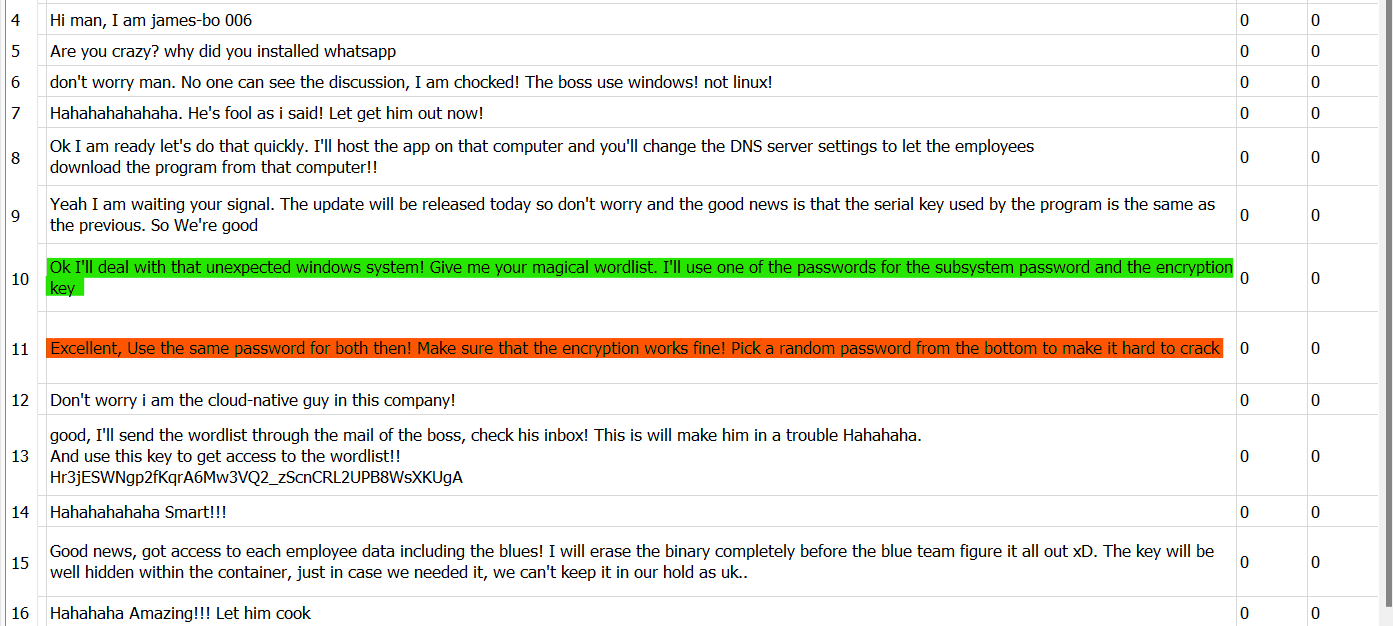 4 Hi man, I am james-bo 006 0 0
5 Are you crazy? why did you installed whatsapp 0 0
6 don't worry man. No one can see the discussion, I am chocked! The boss use windows! not linux! 0 0
7 Hahahahahahaha. He's fool as i said! Let get him out now! 0 0
8 Ok I am ready let's do that quickly. I'll host the app on that computer and you'll change the DNS server settings to let the employees
download the program from that computer!! 0 0
9 Yeah I am waiting your signal. The update will be released today so don't worry and the good news is that the serial key used by the program is the same as
the previous. So We're good 0 0
10 Ok I'll deal with that unexpected windows system! Give me your magical wordlist. I'll use one of the passwords for the subsystem password and the encryption
key 0 0
11 Excellent, Use the same password for both then! Make sure that the encryption works fine! Pick a random password from the bottom to make it hard to crack 0 0
12 Don't worry i am the cloud-native guy in this company! 0 0
13 good, I'll send the wordlist through the mail of the boss, check his inbox! This is will make him in a trouble Hahahaha.
And use this key to get access to the wordlist!!
Hr3jESWNgp2fKqrA6Mw3VQ2_zScnCRL2UPB8WsXKUgA 0 0
14 Hahahahahaha Smart!!! 0 0
15 Good news, got access to each employee data including the blues! I will erase the binary completely before the blue team figure it all out xD. The key will be
well hidden within the container, just in case we needed it, we can't keep it in our hold as uk.. 0 0
16 Hahahaha Amazing!!! Let him cook 0 0